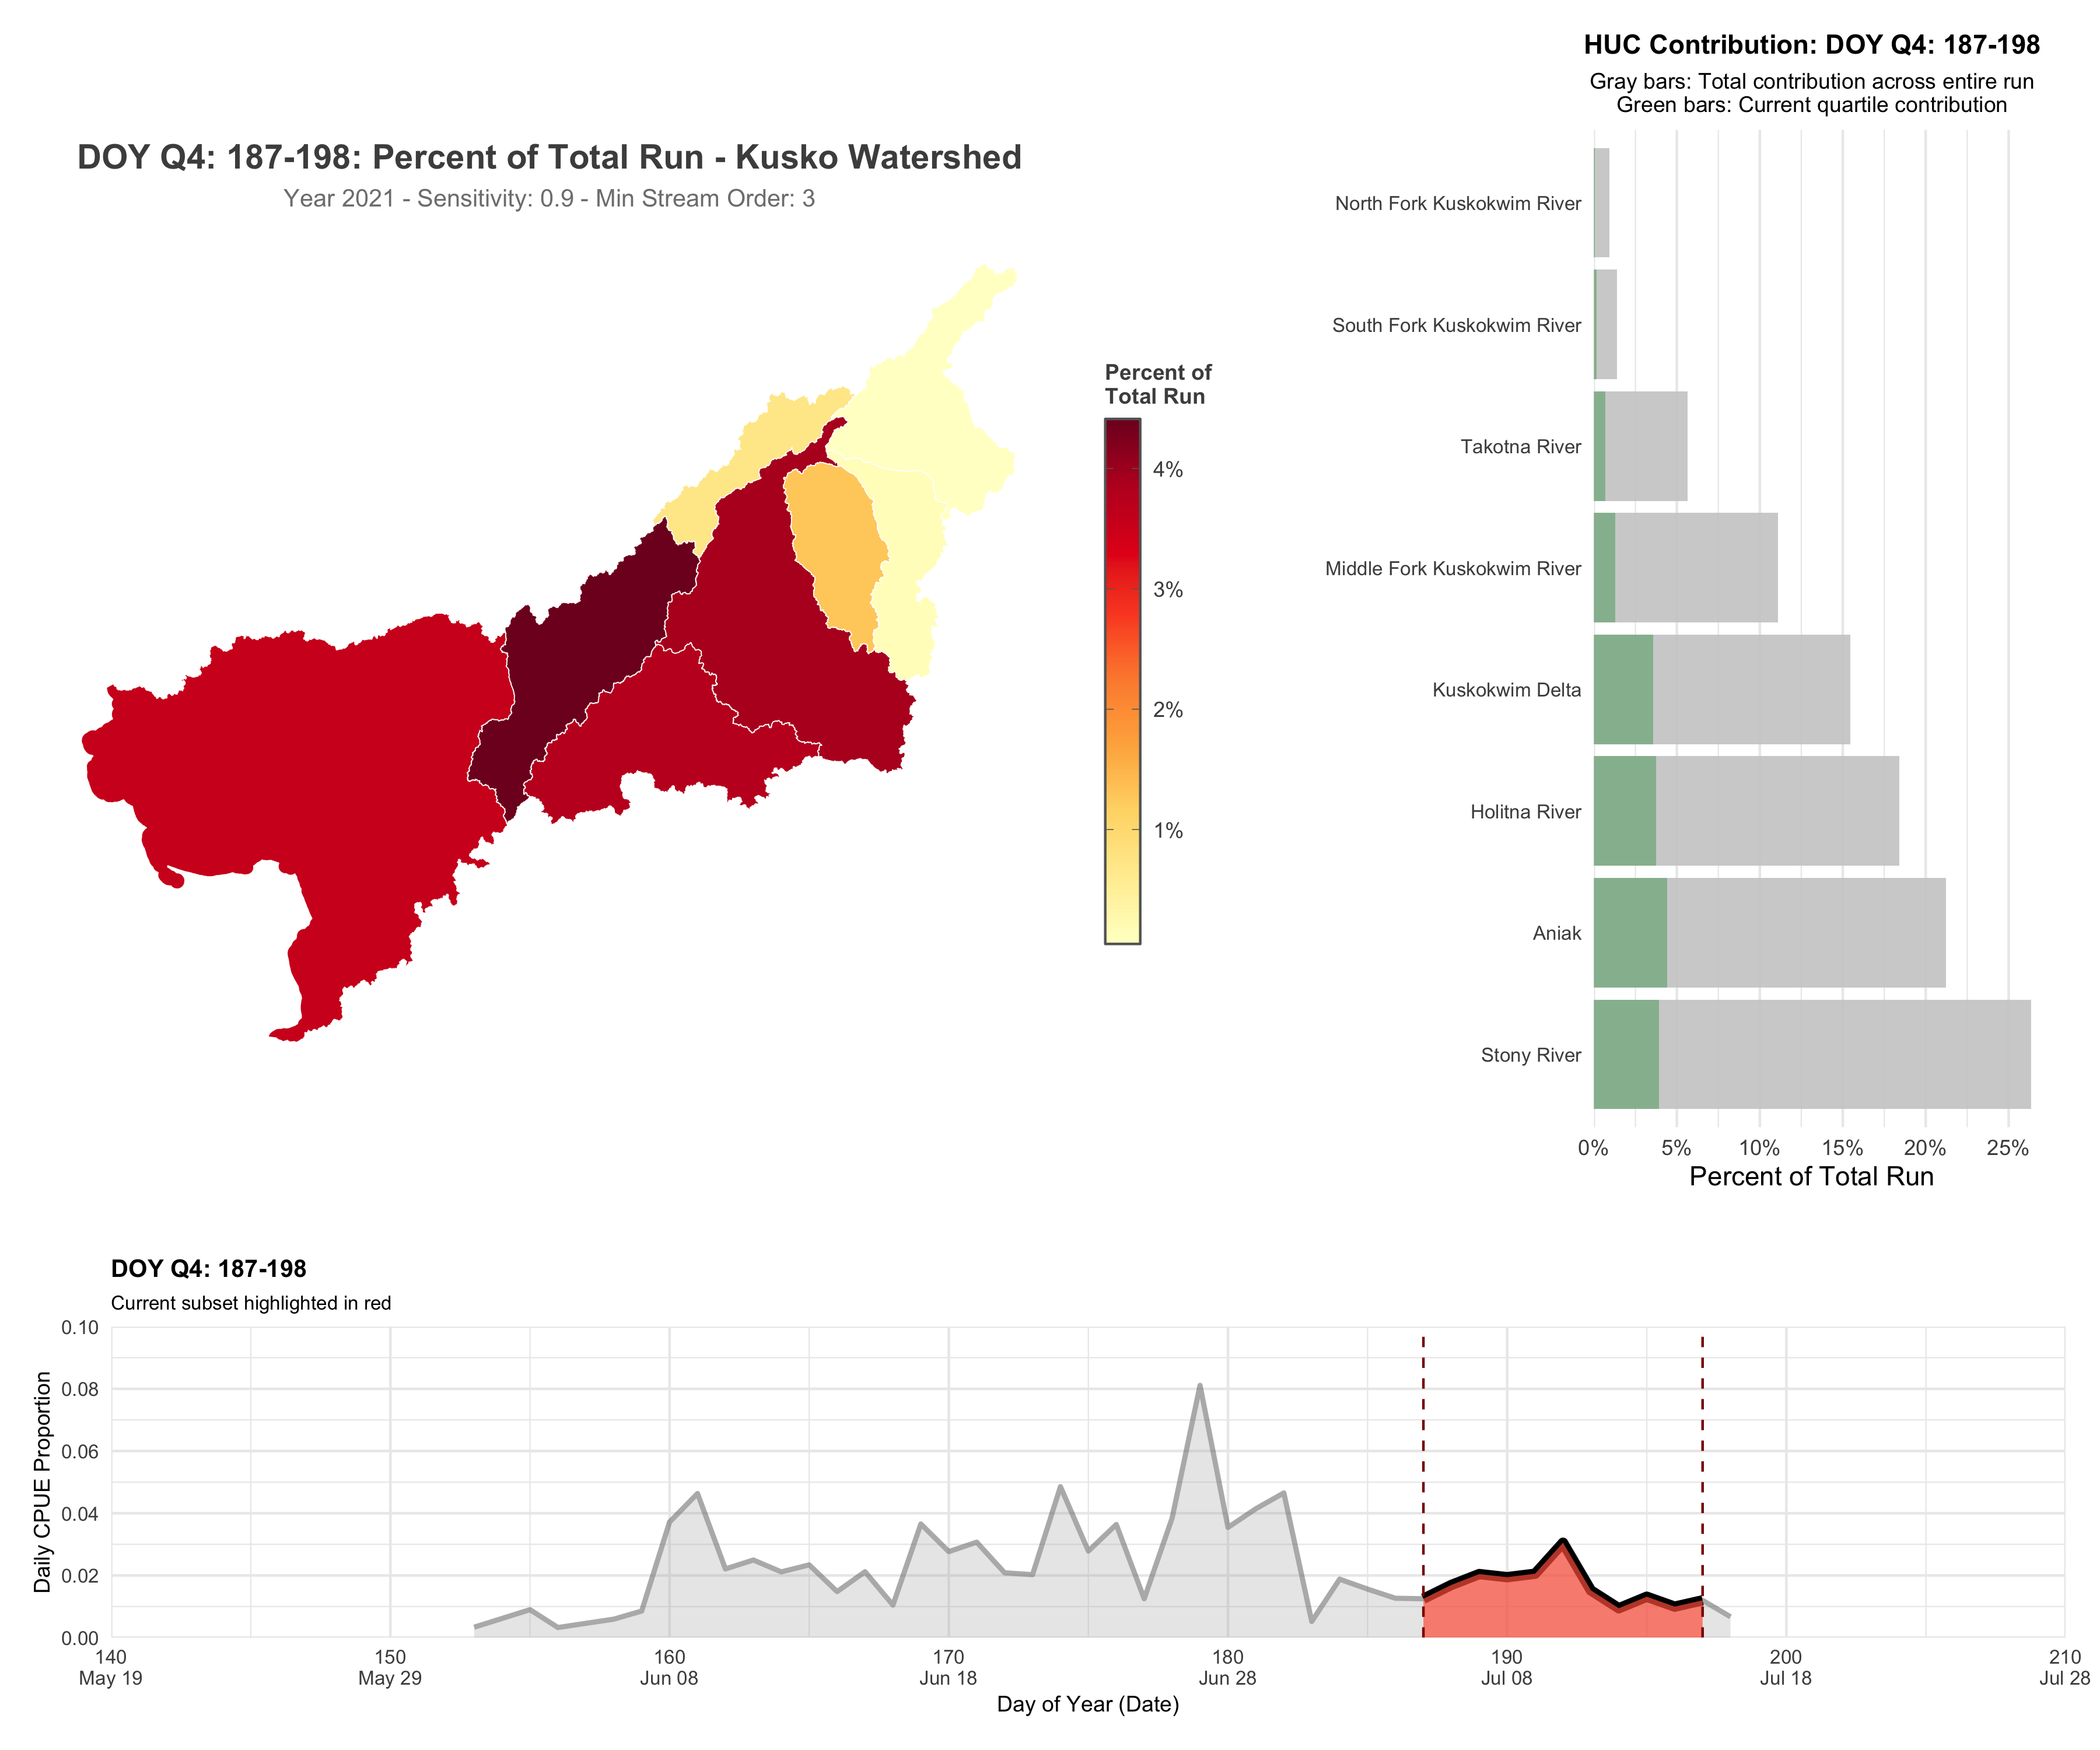 HUC Contribution: DOY Q4: 187-198
Gray bars: Total contribution across entire run
Green bars: Current quartile contribution
DOY Q4: 187-198: Percent of Total Run - Kusko Watershed
Year 2021 - Sensitivity: 0.9 - Min Stream Order: 3
Percent of
Total Run
4%
3%
2%
1%
North Fork Kuskokwim River
South Fork Kuskokwim River
Takotna River
Middle Fork Kuskokwim River
Kuskokwim Delta
Holitna River
Aniak
Stony River
0% 5% 10% 15% 20% 25%
Percent of Total Run
DOY Q4: 187-198
Current subset highlighted in red
Daily CPUE Proportion
0.10
0.08
0.06
0.04
0.02
0.00
140 150 160 170 180 190 200 210
May 19 May 29 Jun 08 Jun 18 Jun 28 Jul 08 Jul 18 Jul 28
Day of Year (Date)